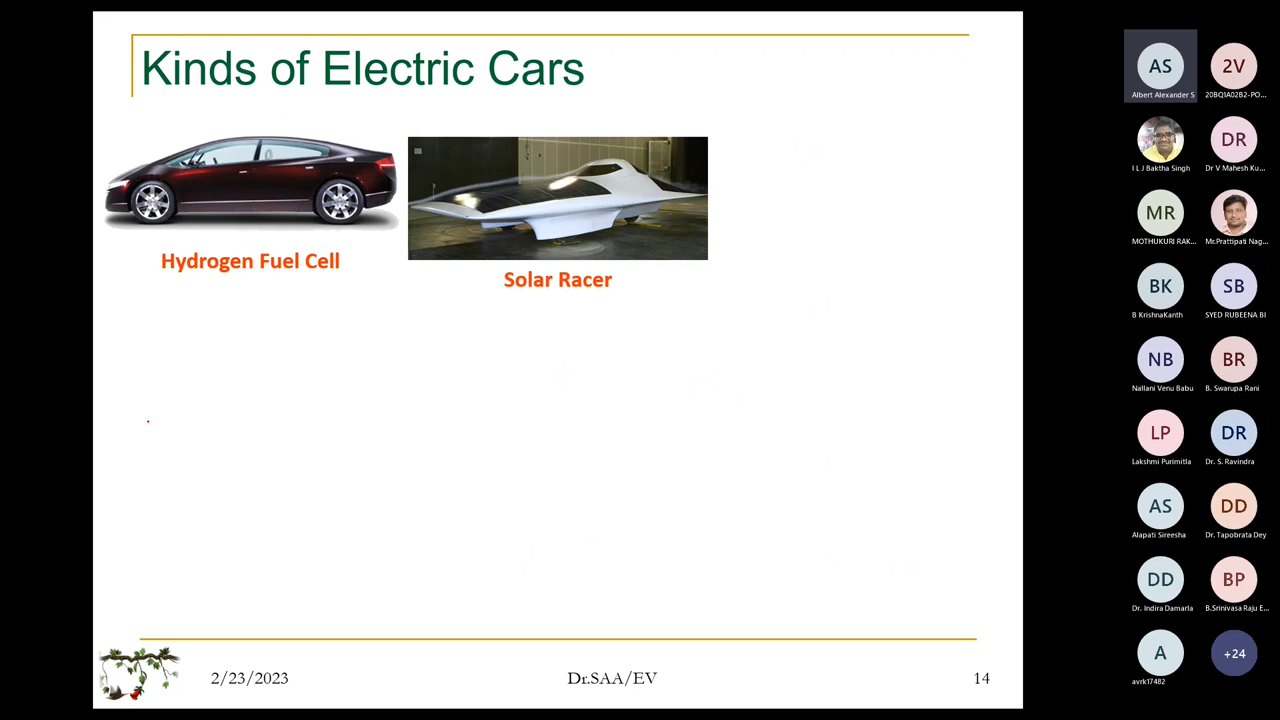 Kinds of Electric Cars
Hydrogen Fuel Cell
Solar Racer
2/23/2023
Dr.SAA/EV
14
AS
Albert Alexander S
2V
20BQ1A02B2-PO...
I L J Baktha Singh
DR
Dr V Mahesh Ku...
MR
MOTHUKURI RAK...
Mr.Prattipati Nag...
BK
B KrishnaKanth
SB
SYED RUBEENA BI
NB
Nallani Venu Babu
BR
B. Swarupa Rani
LP
Lakshmi Purimitla
DR
Dr. S. Ravindra
AS
Alapati Sireesha
DD
Dr. Tapobrata Dey
DD
Dr. Indira Damarla
BP
B.Srinivasa Raju E...
A
avrk17482
+24